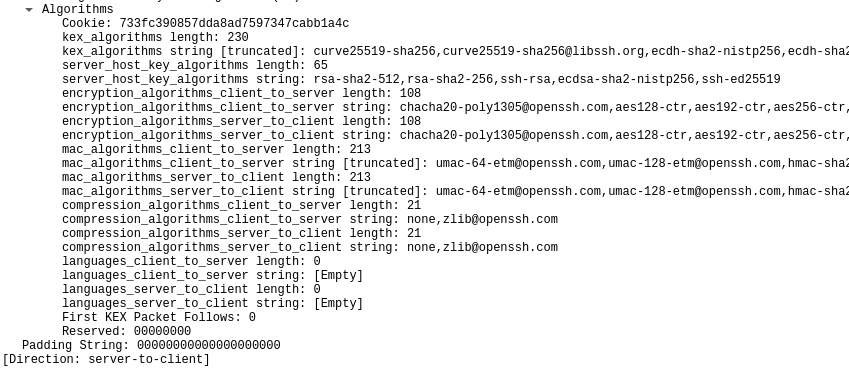 Algorithms
Cookie: 733fc390857dda8ad7597347cabb1a4c
kex_algorithms length: 230
kex_algorithms string [truncated]: curve25519-sha256,curve25519-sha256@libssh.org,ecdh-sha2-nistp256,ecdh-sha2
server_host_key_algorithms length: 65
server_host_key_algorithms string: rsa-sha2-512,rsa-sha2-256,ssh-rsa,ecdsa-sha2-nistp256,ssh-ed25519
encryption_algorithms_client_to_server length: 108
encryption_algorithms_client_to_server string: chacha20-poly1305@openssh.com,aes128-ctr,aes192-ctr,aes256-ctr,
encryption_algorithms_server_to_client length: 108
encryption_algorithms_server_to_client string: chacha20-poly1305@openssh.com,aes128-ctr,aes192-ctr,aes256-ctr,
mac_algorithms_client_to_server length: 213
mac_algorithms_client_to_server string [truncated]: umac-64-etm@openssh.com,umac-128-etm@openssh.com,hmac-sha2
mac_algorithms_server_to_client length: 213
mac_algorithms_server_to_client string [truncated]: umac-64-etm@openssh.com,umac-128-etm@openssh.com,hmac-sha2
compression_algorithms_client_to_server length: 21
compression_algorithms_client_to_server string: none,zlib@openssh.com
compression_algorithms_server_to_client length: 21
compression_algorithms_server_to_client string: none,zlib@openssh.com
languages_client_to_server length: 0
languages_client_to_server string: [Empty]
languages_server_to_client length: 0
languages_server_to_client string: [Empty]
First KEX Packet Follows: 0
Reserved: 00000000
Padding String: 00000000000000000000
[Direction: server-to-client]